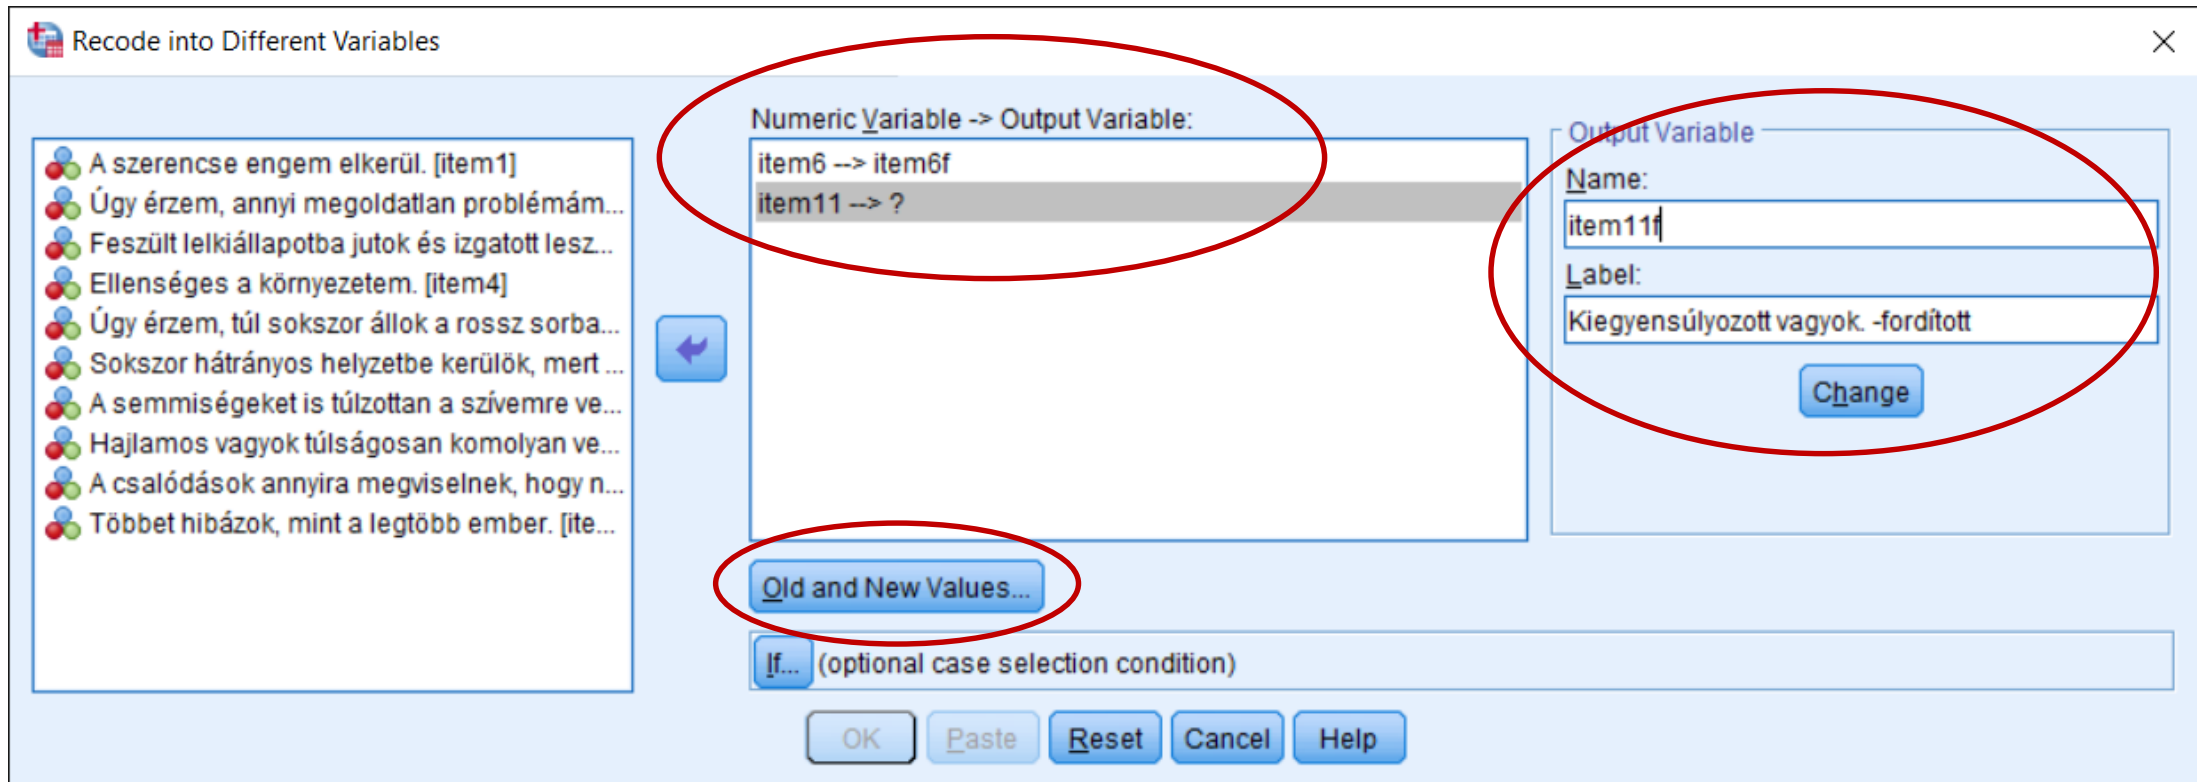 Recode into Different Variables
A szerencse engem elkerül. [item1]
Úgy érzem, annyi megoldatlan problémám...
Feszült lelkiállapotba jutok és izgatott lesz...
Ellenséges a környezetem. [item4]
Úgy érzem, túl sokszor állok a rossz sorba...
Sokszor hátrányos helyzetbe kerülök, mert ...
A semmiségeket is túlzottan a szívemre ve...
Hajlamos vagyok túlságosan komolyan ve...
A csalódások annyira megviselnek, hogy n...
Többet hibázok, mint a legtöbb ember. [ite...
Numeric Variable -> Output Variable:
item6 --> item6f
item11 --> ?
Output Variable
Name:
item11f
Label:
Kiegyensúlyozott vagyok. -fordított
Change
Old and New Values...
If... (optional case selection condition)
OK Paste Reset Cancel Help